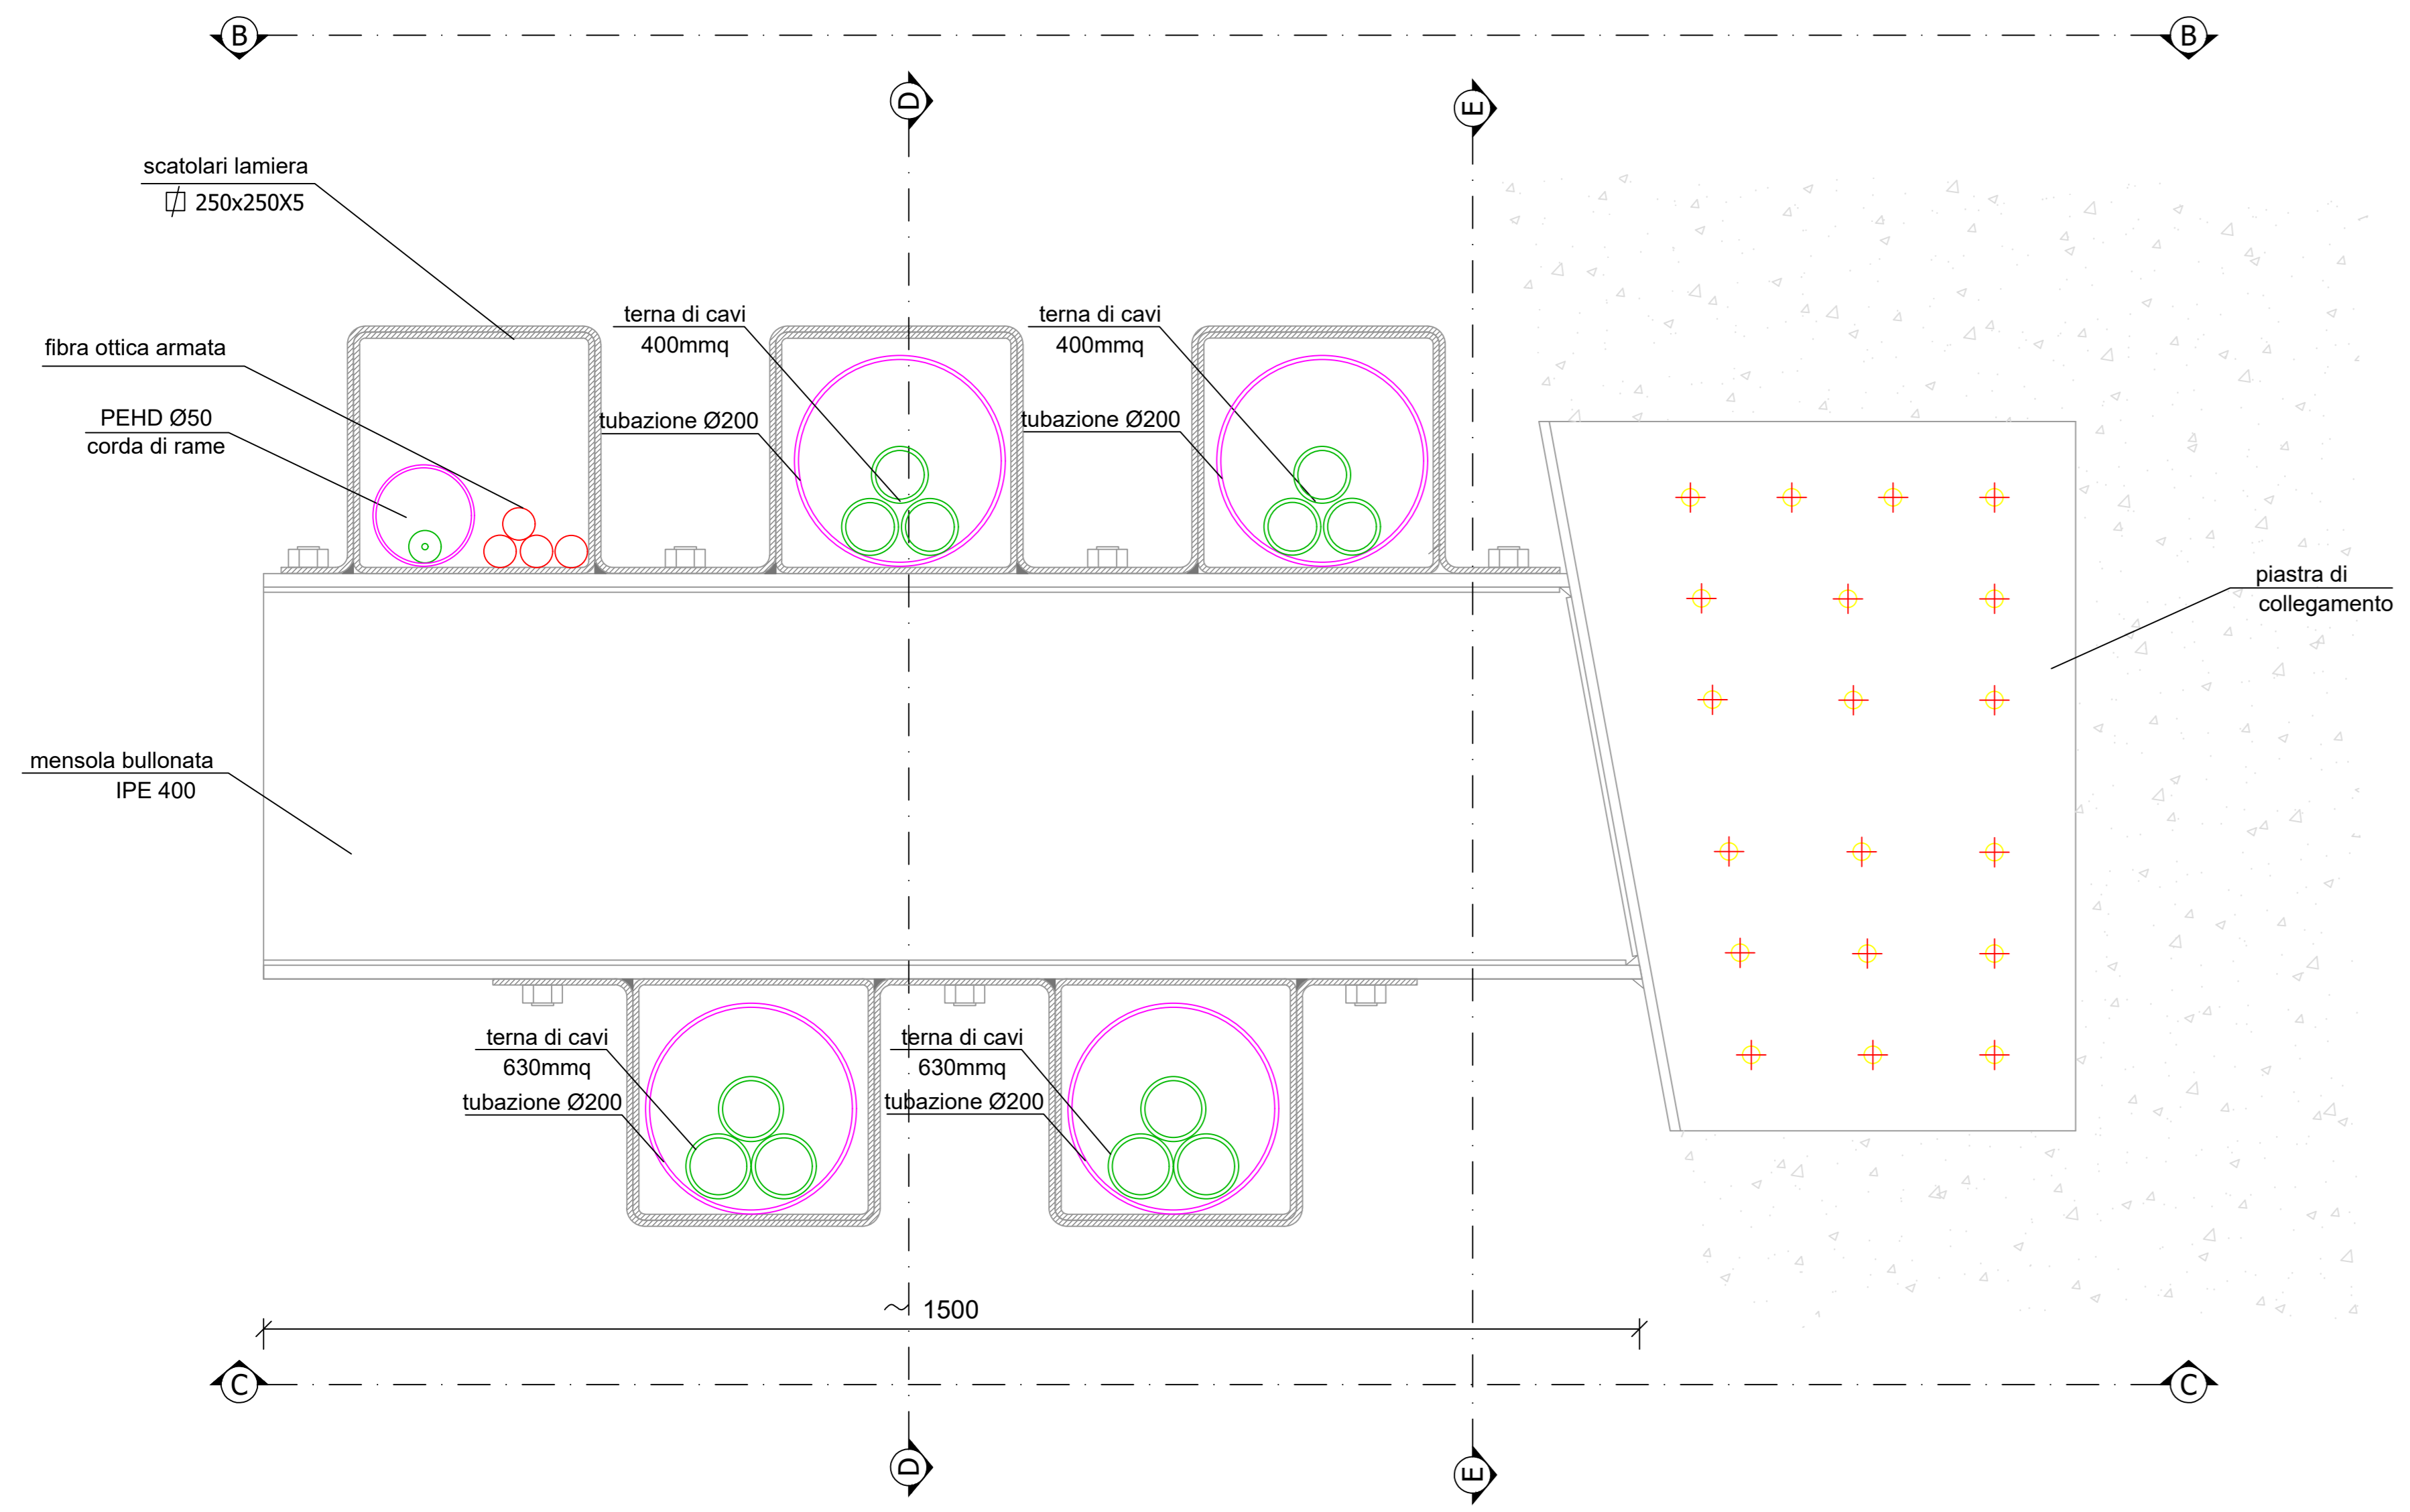 B
B
D
E
scatolari lamiera
250x250X5
terna di cavi
400mmq
terna di cavi
400mmq
fibra ottica armata
PEHD Ø50
corda di rame
tubazione Ø200
tubazione Ø200
piastra di
collegamento
mensola bullonata
IPE 400
terna di cavi
630mmq
tubazione Ø200
terna di cavi
630mmq
tubazione Ø200
~ 1500
C
C
D
E